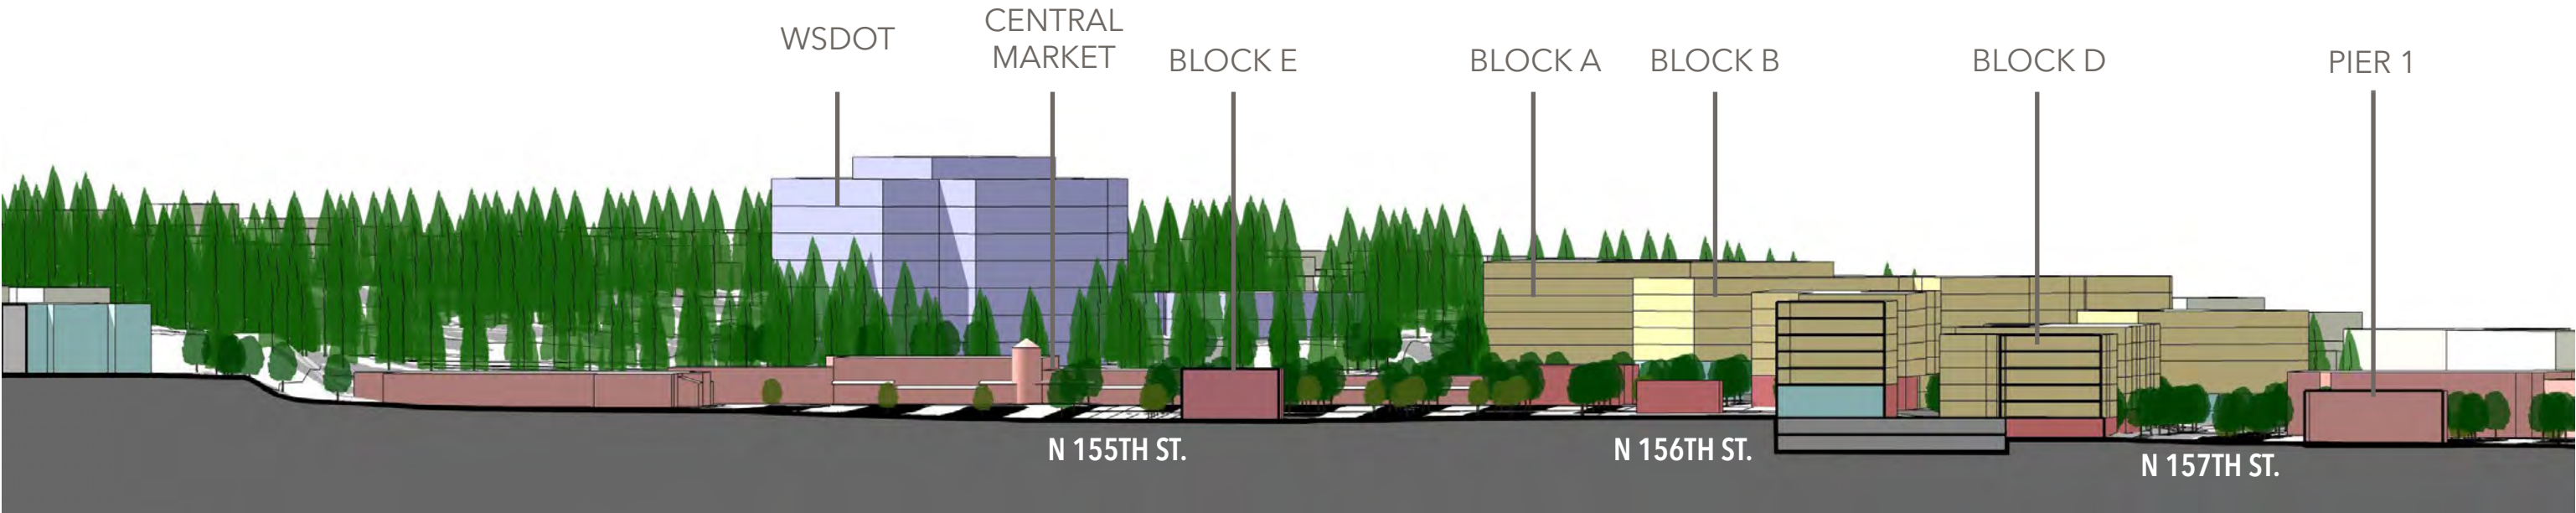 WSDOT
CENTRAL
MARKET
BLOCK E
BLOCK A
BLOCK B
BLOCK D
PIER 1
N 155TH ST.
N 156TH ST.
N 157TH ST.